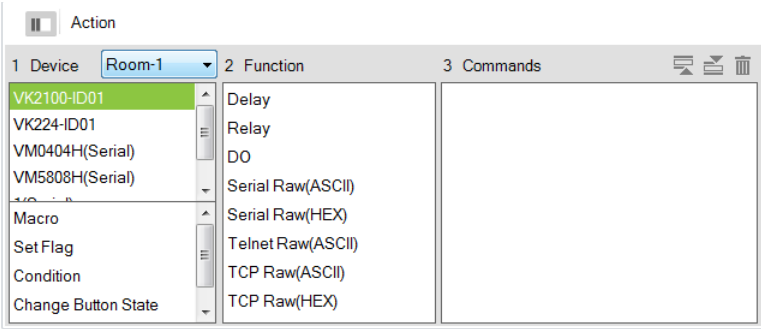 Action
1 Device Room-1 2 Function 3 Commands
VK2100-ID01
VK224-ID01
VM0404H(Serial)
VM5808H(Serial)
Macro
Set Flag
Condition
Change Button State
Delay
Relay
DO
Serial Raw(ASCII)
Serial Raw(HEX)
Telnet Raw(ASCII)
TCP Raw(ASCII)
TCP Raw(HEX)